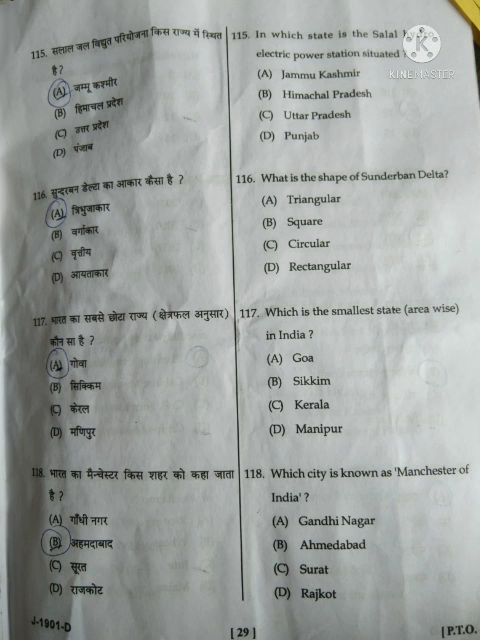 115. सलाल जल विद्युत परियोजना किस राज्य में स्थित
है ?
(A) जम्मू कश्मीर
(B) हिमाचल प्रदेश
(C) उत्तर प्रदेश
(D) पंजाब
116. सुन्दरबन डेल्टा का आकार कैसा है ?
(A) त्रिभुजाकार
(B) वर्गाकार
(C) वृत्तीय
(D) आयताकार
117. भारत का सबसे छोटा राज्य (क्षेत्रफल अनुसार)
कौन सा है ?
(A) गोवा
(B) सिक्किम
(C) केरल
(D) मणिपुर
118. भारत का मैन्चेस्टर किस शहर को कहा जाता
है ?
(A) गाँधी नगर
(B) अहमदाबाद
(C) सूरत
(D) राजकोट
115. In which state is the Salal
electric power station situated ?
(A) Jammu Kashmir
(B) Himachal Pradesh
(C) Uttar Pradesh
(D) Punjab
116. What is the shape of Sunderban Delta?
(A) Triangular
(B) Square
(C) Circular
(D) Rectangular
117. Which is the smallest state (area wise)
in India ?
(A) Goa
(B) Sikkim
(C) Kerala
(D) Manipur
118. Which city is known as 'Manchester of
India' ?
(A) Gandhi Nagar
(B) Ahmedabad
(C) Surat
(D) Rajkot
J-1901-D
[ 29 ]
[ P.T.O.
KINEMASTER